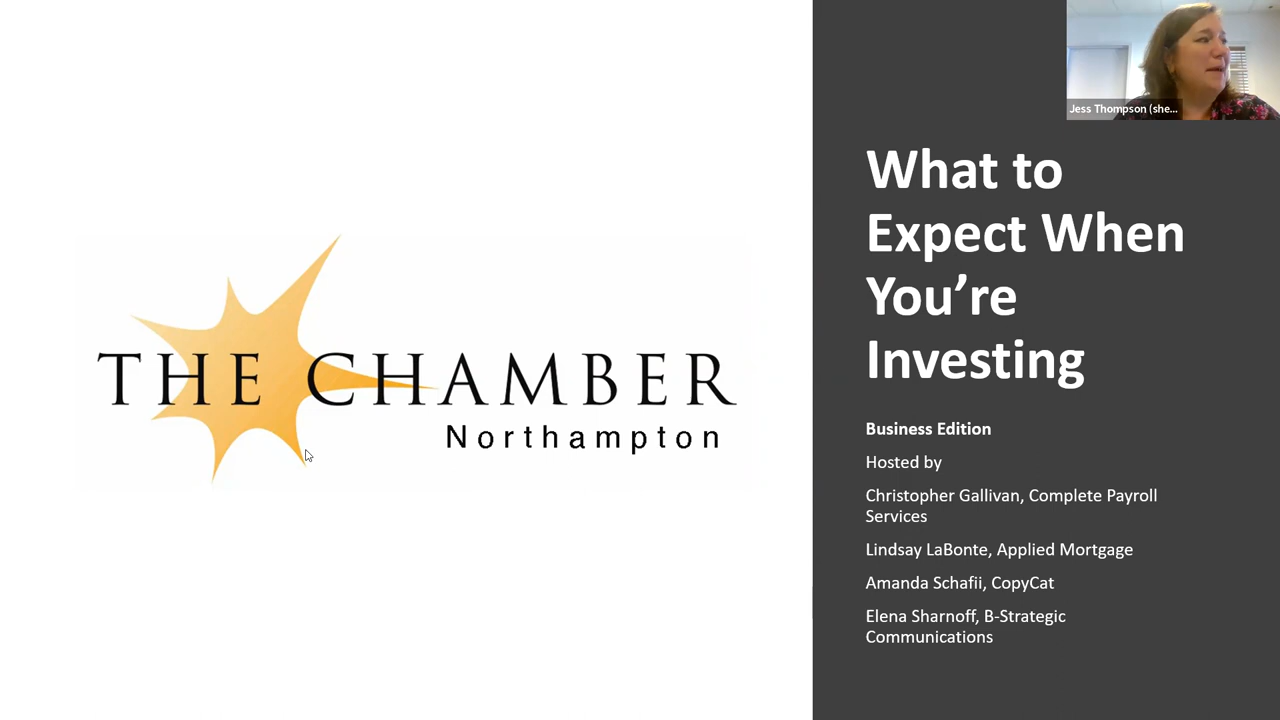 THE CHAMBER
Northampton
Jess Thompson (she...
What to
Expect When
You’re
Investing
Business Edition
Hosted by
Christopher Gallivan, Complete Payroll
Services
Lindsay LaBonte, Applied Mortgage
Amanda Schafii, CopyCat
Elena Sharnoff, B-Strategic
Communications